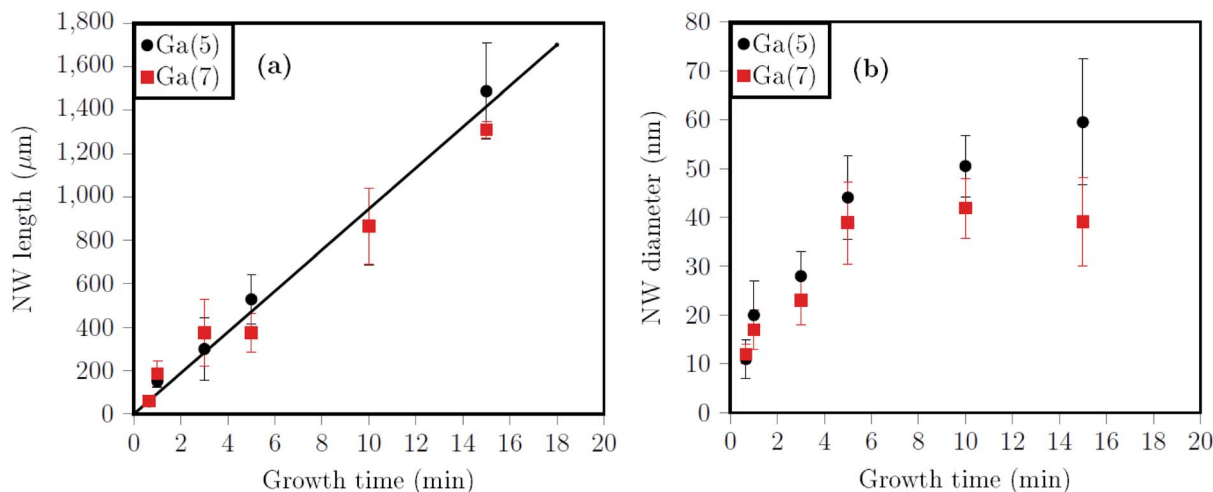 1,800
1,600
1,400
1,200
1,000
800
600
400
200
0
NW length (μm)
Ga(5)
Ga(7)
(a)
0 2 4 6 8 10 12 14 16 18 20
Growth time (min)
80
70
60
50
40
30
20
10
0
NW diameter (nm)
Ga(5)
Ga(7)
(b)
0 2 4 6 8 10 12 14 16 18 20
Growth time (min)